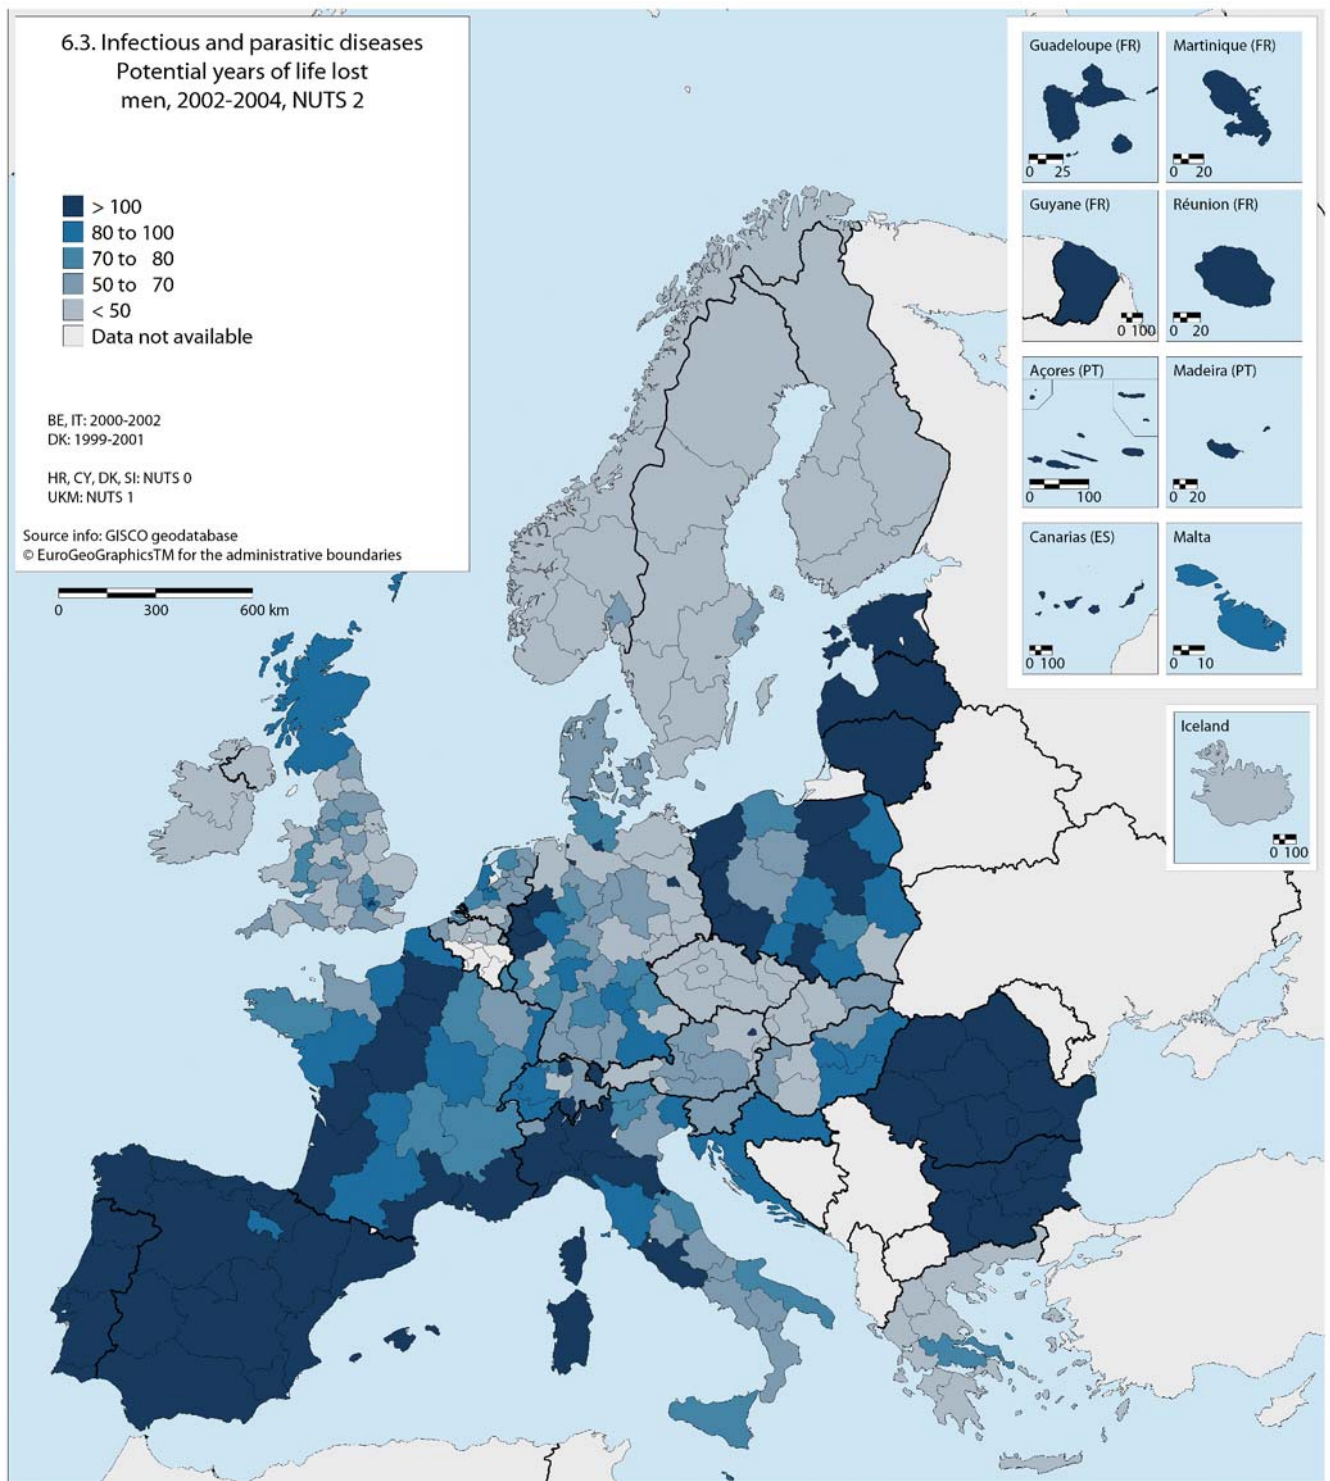 6.3. Infectious and parasitic diseases
Potential years of life lost
men, 2002-2004, NUTS 2
> 100
80 to 100
70 to 80
50 to 70
< 50
Data not available
BE, IT: 2000-2002
DK: 1999-2001
HR, CY, DK, SI: NUTS 0
UKM: NUTS 1
Source info: GISCO geodatabase
© EuroGeoGraphicsTM for the administrative boundaries
0 300 600 km
Guadeloupe (FR)
0 25
Martinique (FR)
0 20
Guyane (FR)
0 100
Réunion (FR)
0 20
Açores (PT)
0 100
Madeira (PT)
0 20
Canarias (ES)
0 100
Malta
0 10
Iceland
0 100